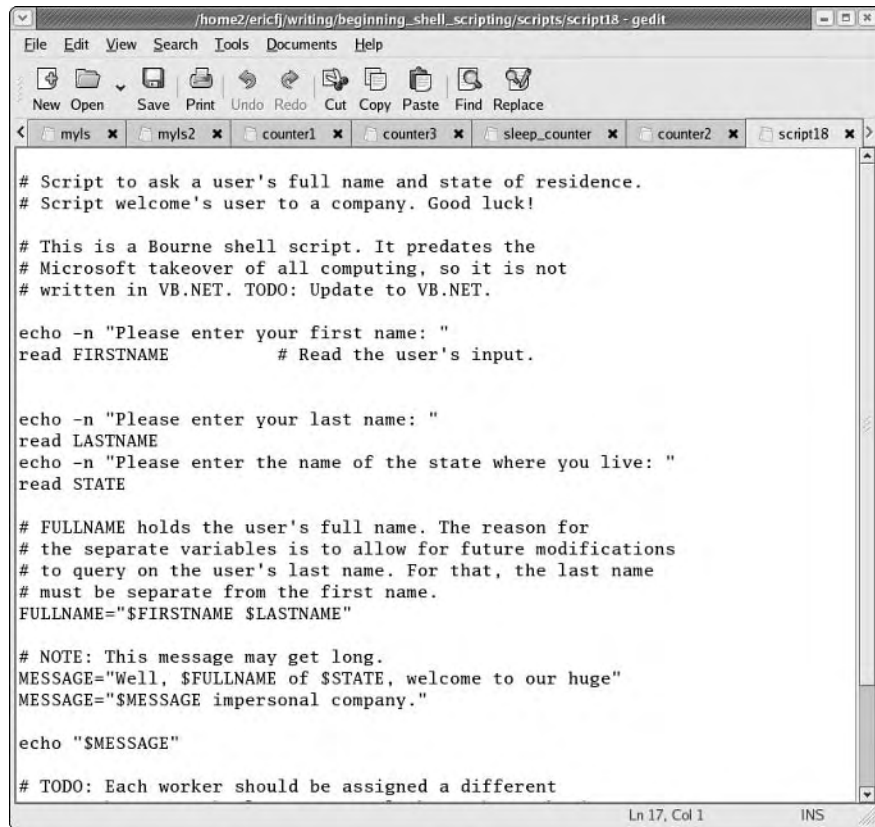 /home2/ericfj/writing/beginning_shell_scripting/scripts/script18 - gedit
File Edit View Search Tools Documents Help
New Open Save Print Undo Redo Cut Copy Paste Find Replace
myls myls2 counter1 counter3 sleep_counter counter2 script18
# Script to ask a user's full name and state of residence.
# Script welcome's user to a company. Good luck!
# This is a Bourne shell script. It predates the
# Microsoft takeover of all computing, so it is not
# written in VB.NET. TODO: Update to VB.NET.
echo -n "Please enter your first name: "
read FIRSTNAME # Read the user's input.
echo -n "Please enter your last name: "
read LASTNAME
echo -n "Please enter the name of the state where you live: "
read STATE
# FULLNAME holds the user's full name. The reason for
# the separate variables is to allow for future modifications
# to query on the user's last name. For that, the last name
# must be separate from the first name.
FULLNAME="$FIRSTNAME $LASTNAME"
# NOTE: This message may get long.
MESSAGE="Well, $FULLNAME of $STATE, welcome to our huge"
MESSAGE="$MESSAGE impersonal company."
echo "$MESSAGE"
# TODO: Each worker should be assigned a different
Ln 17, Col 1 INS